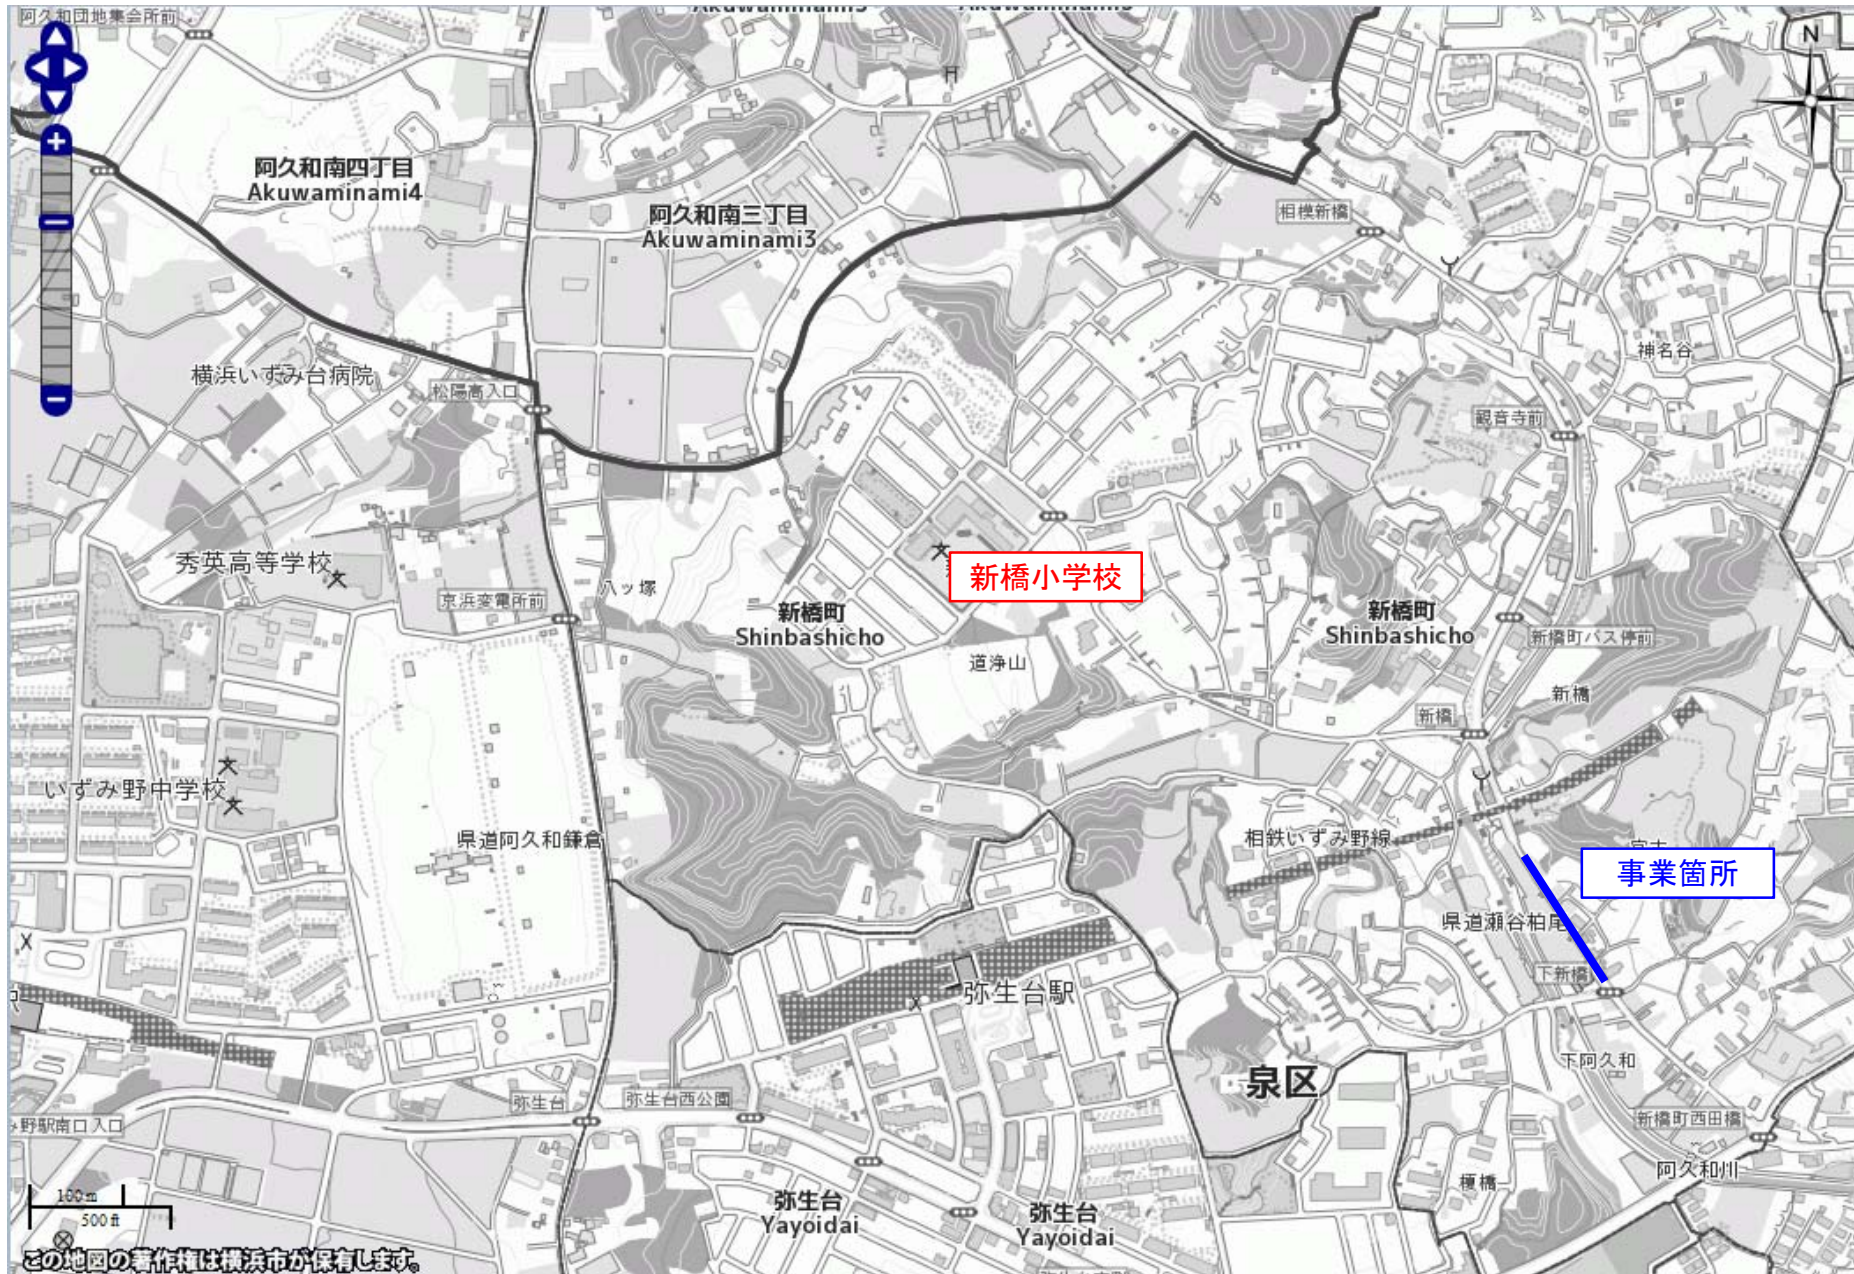 阿久和団地集会所前
N
阿久和南四丁目
Akuwaminami4
阿久和南三丁目
Akuwaminami3
相模新橋
神名谷
横浜いずみ台病院
松陽高入口
観音寺前
秀英高等学校
京浜変電所前
八ッ塚
新橋小学校
新橋町
Shinbashicho
新橋町
Shinbashicho
新橋町バス停前
道浄山
新橋
新橋
いずみ野中学校
県道阿久和鎌倉
相鉄いずみ野線
事業箇所
県道瀬谷柏尾
下新橋
弥生台駅
泉区
下阿久和
弥生台
弥生台西公園
み野駅南口入口
新橋町西田橋
阿久和川
榎橋
弥生台
Yayoidai
弥生台
Yayoidai
100 m
500 ft
この地図の著作権は横浜市が保有します。